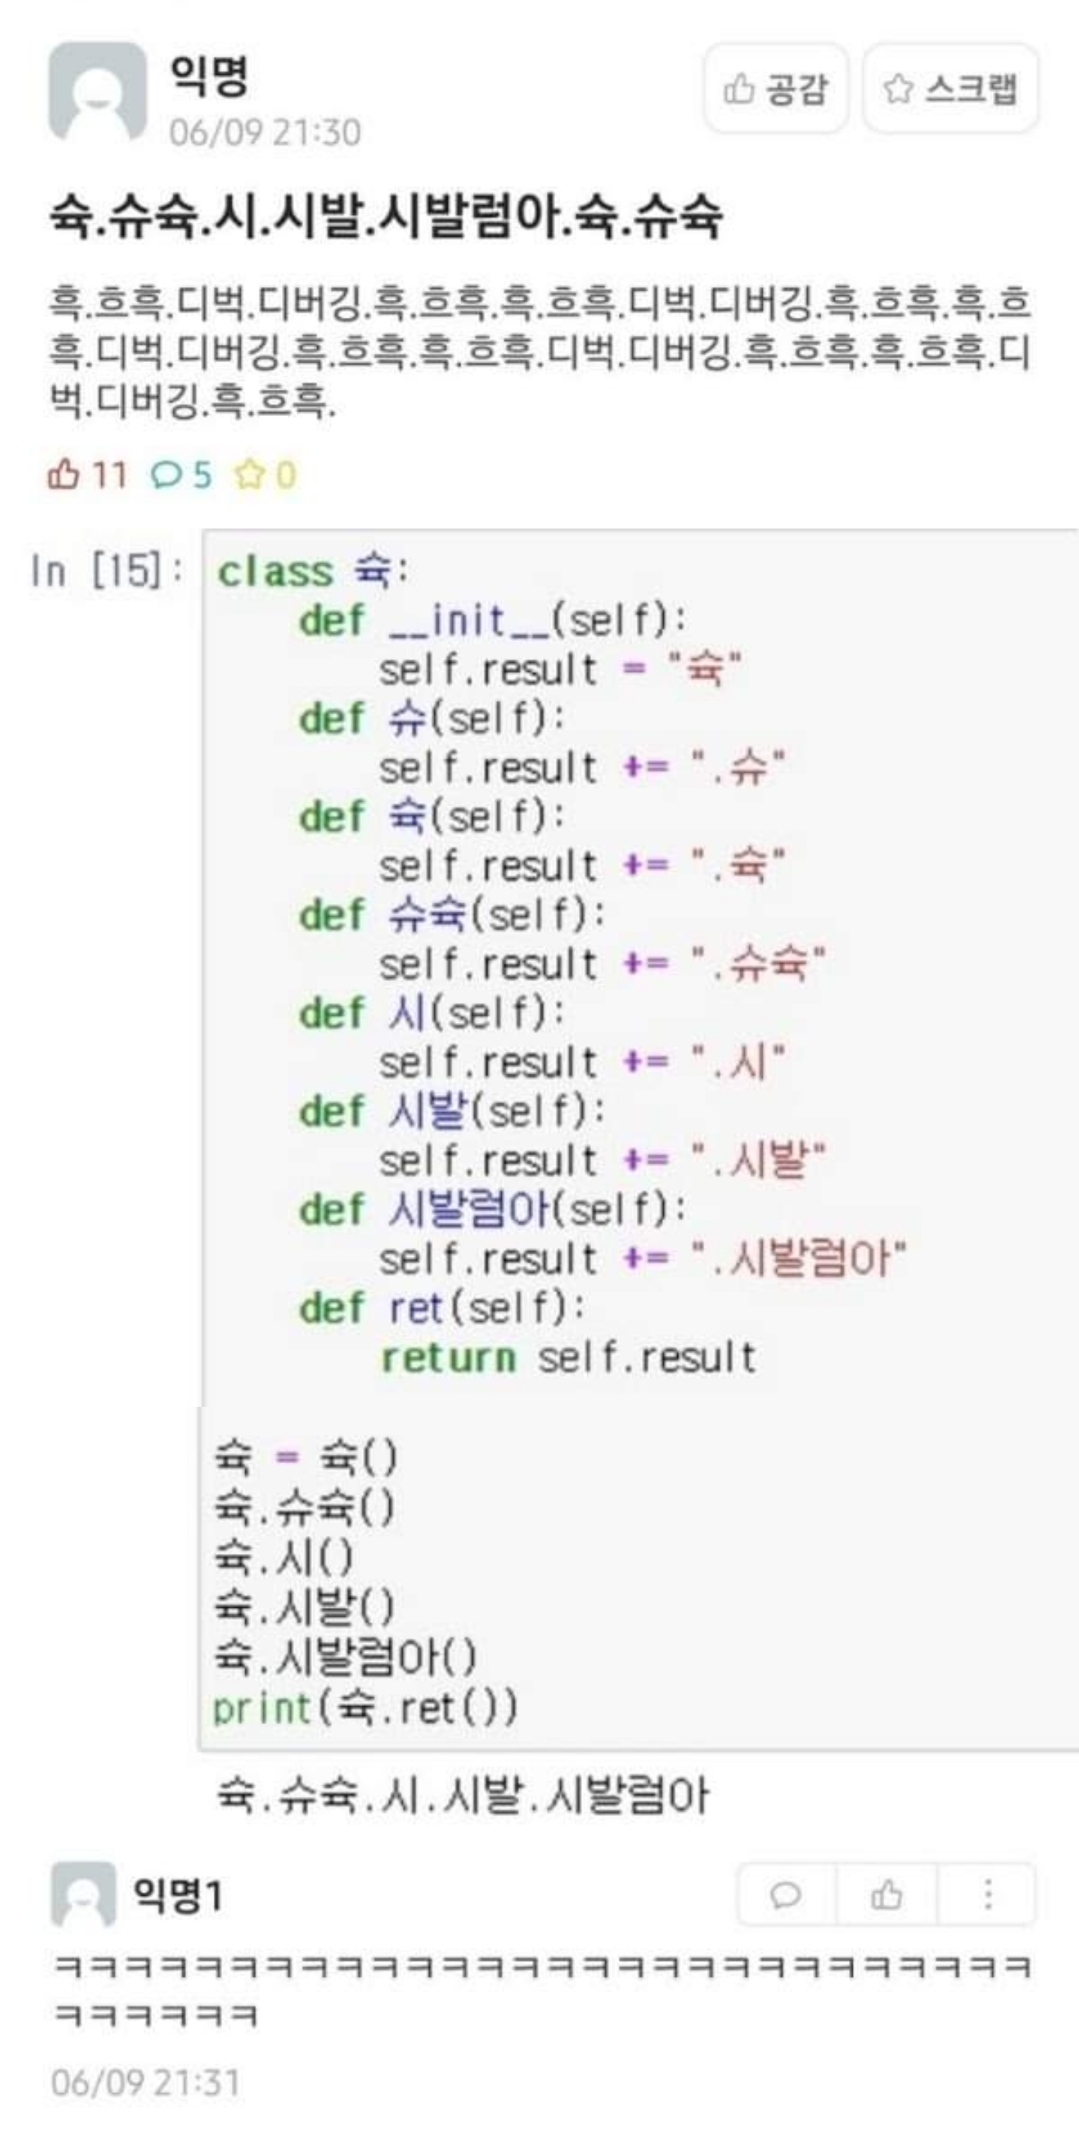 익명
06/09 21:30
공감
스크랩
슉.슈슉.시.시발.시발럼아.슉.슈슉
흑.흐흑.디벅.디버깅.흑.흐흑.흑.흐흑.디벅.디버깅.흑.흐흑.흑.흐
흑.디벅.디버깅.흑.흐흑.흑.흐흑.디벅.디버깅.흑.흐흑.흑.흐흑.디
벅.디버깅.흑.흐흑.
11 5 0
In [15]: class 슉:
    def __init__(self):
        self.result = "슉"
    def 슈(self):
        self.result += ".슈"
    def 슉(self):
        self.result += ".슉"
    def 슈슉(self):
        self.result += ".슈슉"
    def 시(self):
        self.result += ".시"
    def 시발(self):
        self.result += ".시발"
    def 시발럼아(self):
        self.result += ".시발럼아"
    def ret(self):
        return self.result
슉 = 슉()
슉.슈슉()
슉.시()
슉.시발()
슉.시발럼아()
print(슉.ret())
슉.슈슉.시.시발.시발럼아
익명1
ㅋㅋㅋㅋㅋㅋㅋㅋㅋㅋㅋㅋㅋㅋㅋㅋㅋㅋㅋㅋㅋㅋㅋㅋㅋㅋㅋㅋ
ㅋㅋㅋㅋㅋㅋ
06/09 21:31